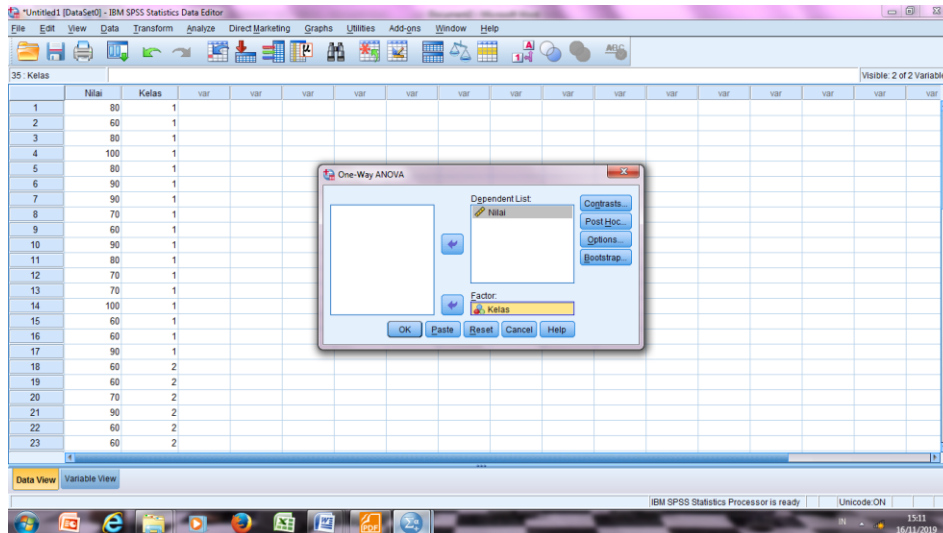 *Untitled1 [DataSet0] - IBM SPSS Statistics Data Editor
File Edit View Data Transform Analyze Direct Marketing Graphs Utilities Add-ons Window Help
35 : Kelas
Visible: 2 of 2 Variable
Nilai Kelas var var var var var var var var var var var var var var var
1 80 1
2 60 1
3 80 1
4 100 1
5 80 1
6 90 1
7 90 1
8 70 1
9 60 1
10 90 1
11 80 1
12 70 1
13 70 1
14 100 1
15 60 1
16 60 1
17 90 1
18 60 2
19 60 2
20 70 2
21 90 2
22 60 2
23 60 2
One-Way ANOVA
Dependent List:
Nilai
Contrasts...
Post Hoc...
Options...
Bootstrap...
Factor:
Kelas
OK Paste Reset Cancel Help
Data View Variable View
IBM SPSS Statistics Processor is ready Unicode:ON
IN
15:11
16/11/2019